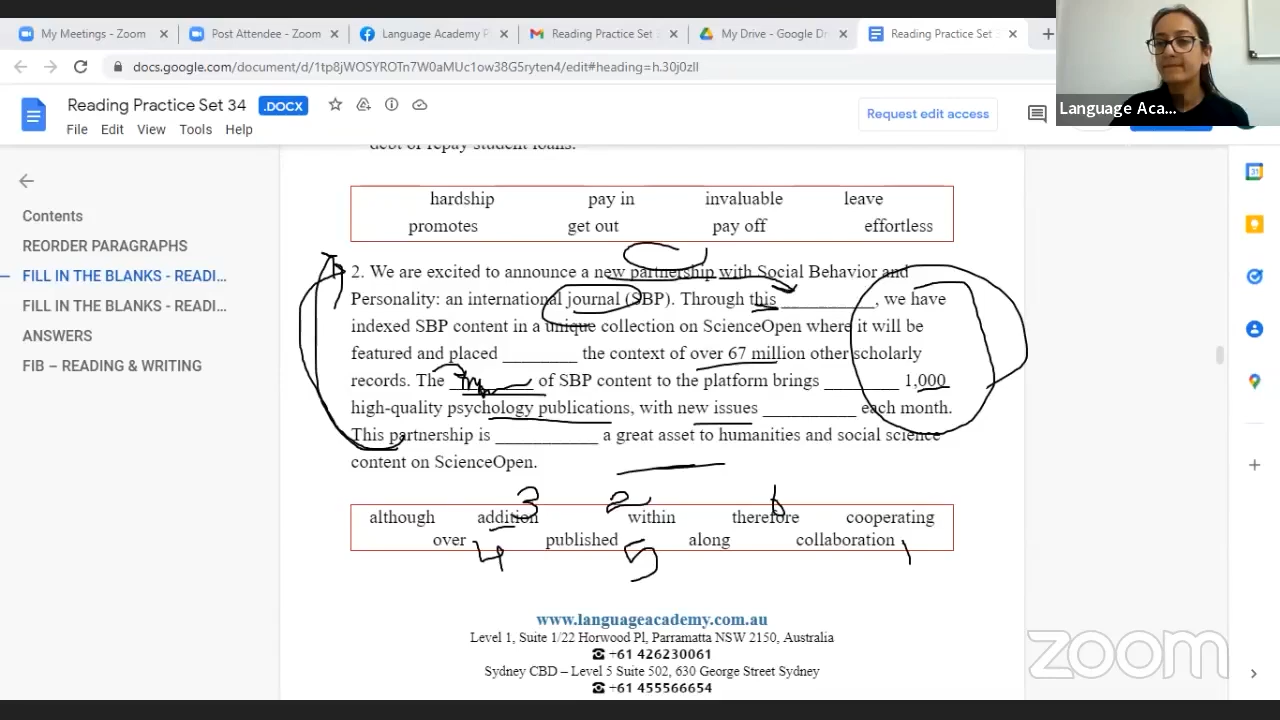 My Meetings - Zoom
Post Attendee - Zoom
Language Academy P
Reading Practice Set
My Drive - Google Dri
Reading Practice Set
docs.google.com/document/d/1tp8jWOSYROTn7W0aMUc1ow38G5ryten4/edit#heading=h.30j0zll
Reading Practice Set 34 .DOCX
File Edit View Tools Help
Request edit access
Language Aca...
debt or repay student loans.
Contents
REORDER PARAGRAPHS
FILL IN THE BLANKS - READI...
FILL IN THE BLANKS - READI...
ANSWERS
FIB – READING & WRITING
hardship pay in invaluable leave
promotes get out pay off effortless
2. We are excited to announce a new partnership with Social Behavior and
Personality: an international journal (SBP). Through this __________, we have
indexed SBP content in a unique collection on ScienceOpen where it will be
featured and placed ________ the context of over 67 million other scholarly
records. The _________ of SBP content to the platform brings ________ 1,000
high-quality psychology publications, with new issues __________ each month.
This partnership is ___________ a great asset to humanities and social science
content on ScienceOpen.
3 2 6
although addition within therefore cooperating
over published along collaboration
4 5 1
www.languageacademy.com.au
Level 1, Suite 1/22 Horwood Pl, Parramatta NSW 2150, Australia
☎ +61 426230061
Sydney CBD – Level 5 Suite 502, 630 George Street Sydney
☎ +61 455566654
zoom